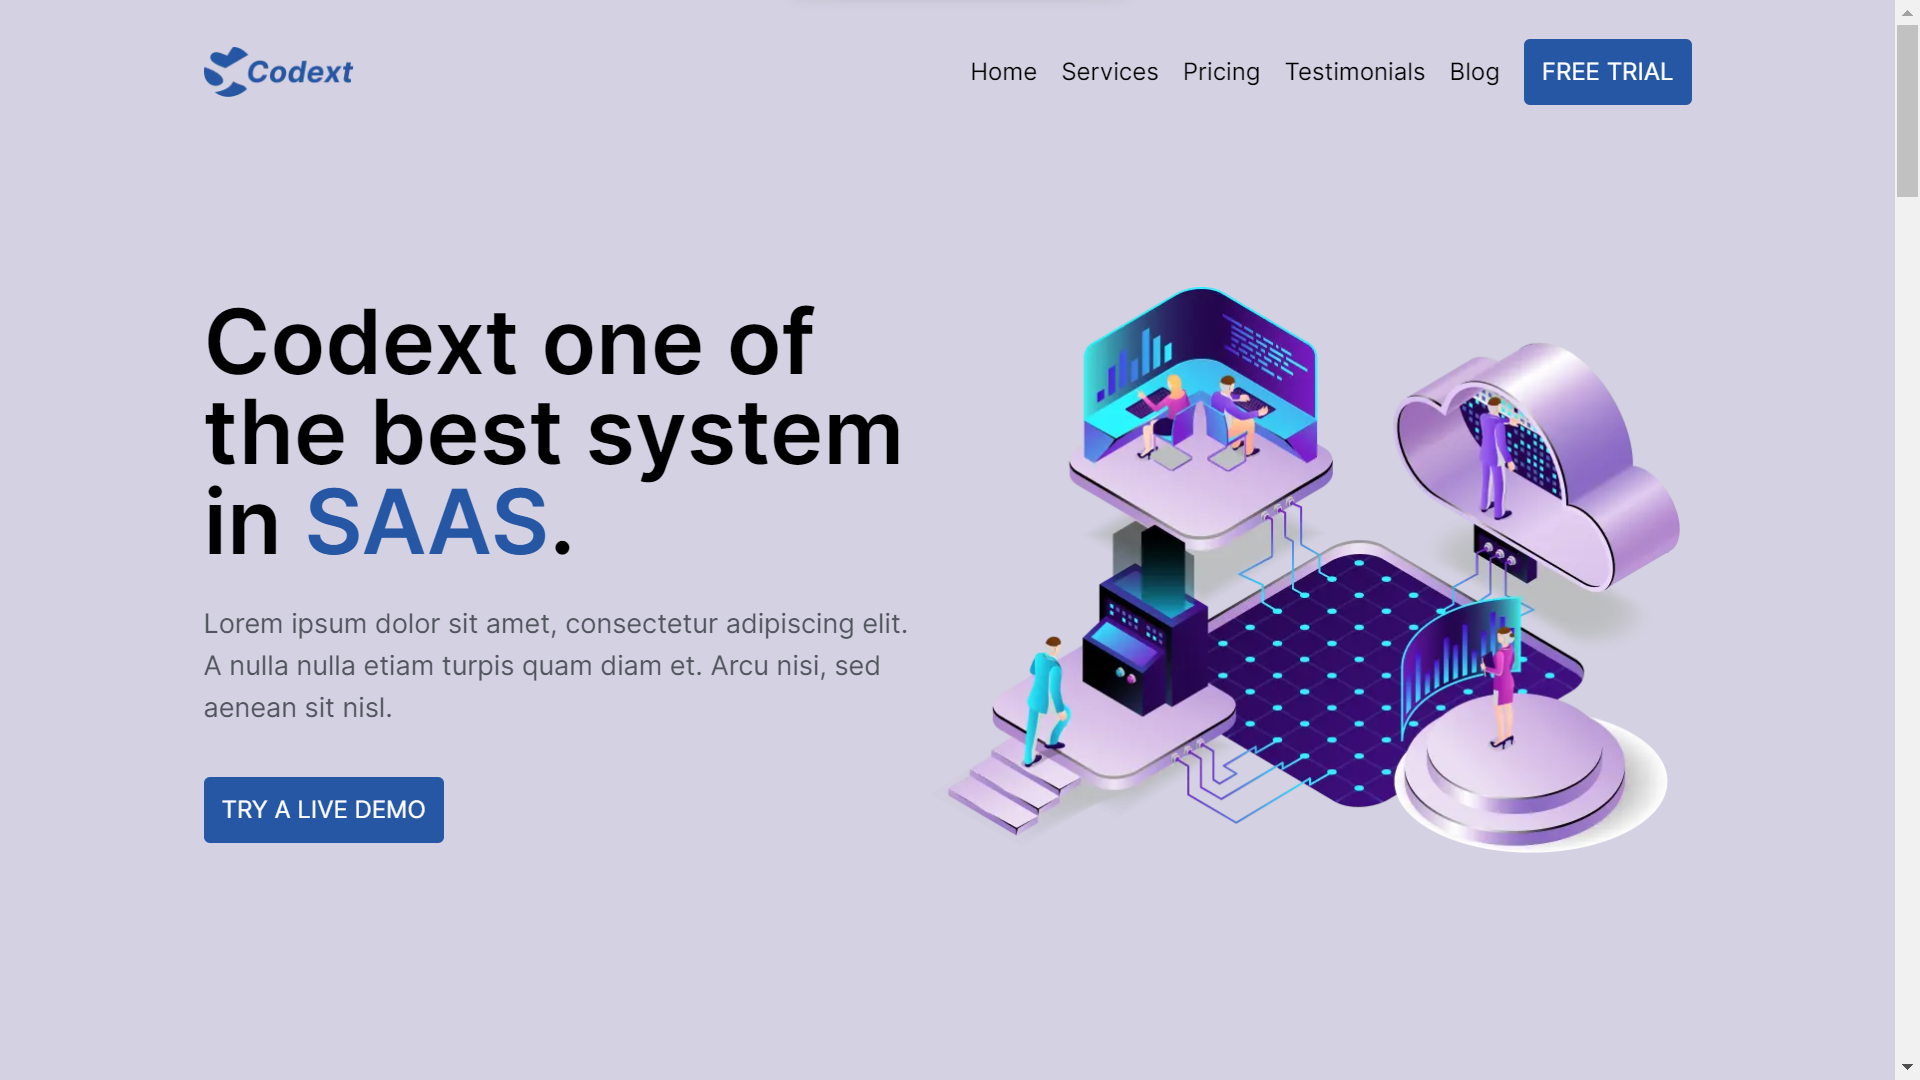 Codext
Home Services Pricing Testimonials Blog FREE TRIAL
Codext one of
the best system
in SAAS.
Lorem ipsum dolor sit amet, consectetur adipiscing elit.
A nulla nulla etiam turpis quam diam et. Arcu nisi, sed
aenean sit nisl.
TRY A LIVE DEMO